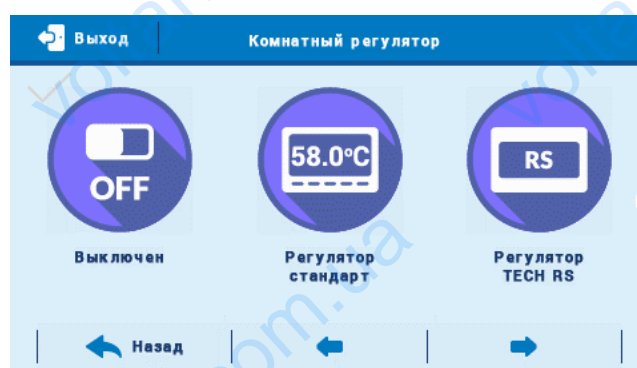 Выход
Комнатный регулятор
OFF
58.0°C
RS
Выключен
Регулятор
стандарт
Регулятор
TECH RS
Назад